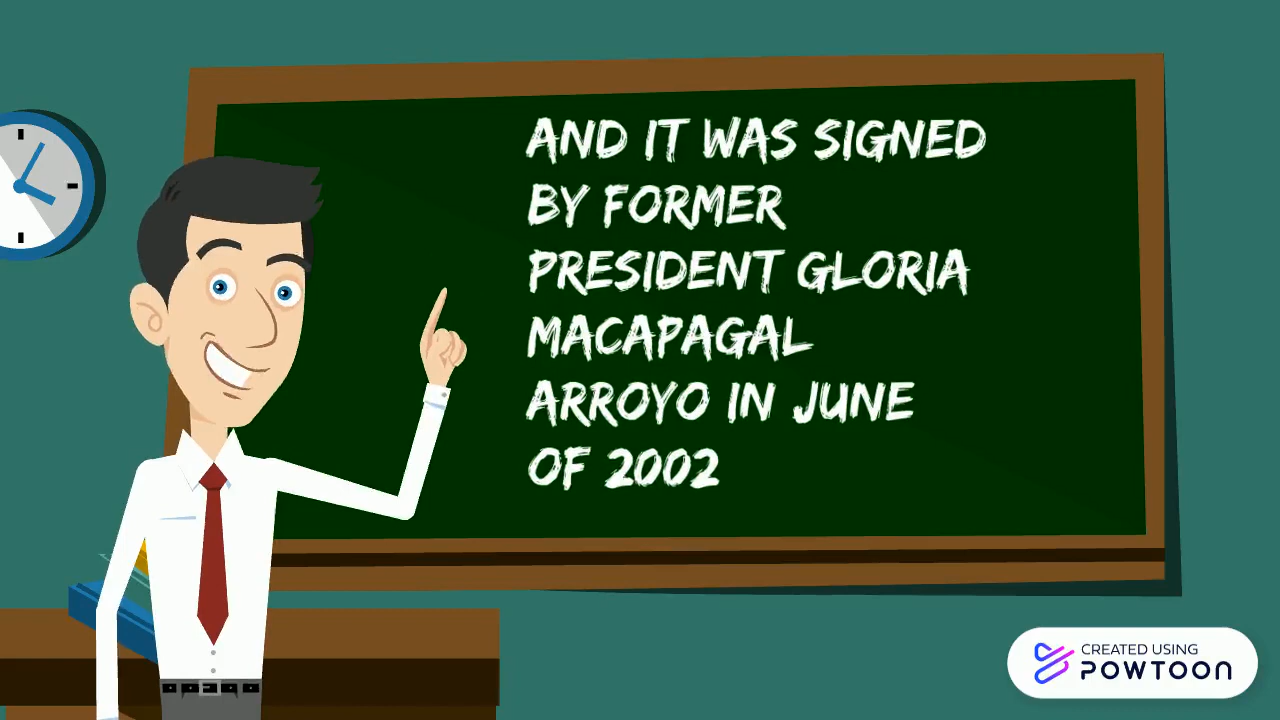 AND IT WAS SIGNED
BY FORMER
PRESIDENT GLORIA
MACAPAGAL
ARROYO IN JUNE
OF 2002
CREATED USING
POWTOON